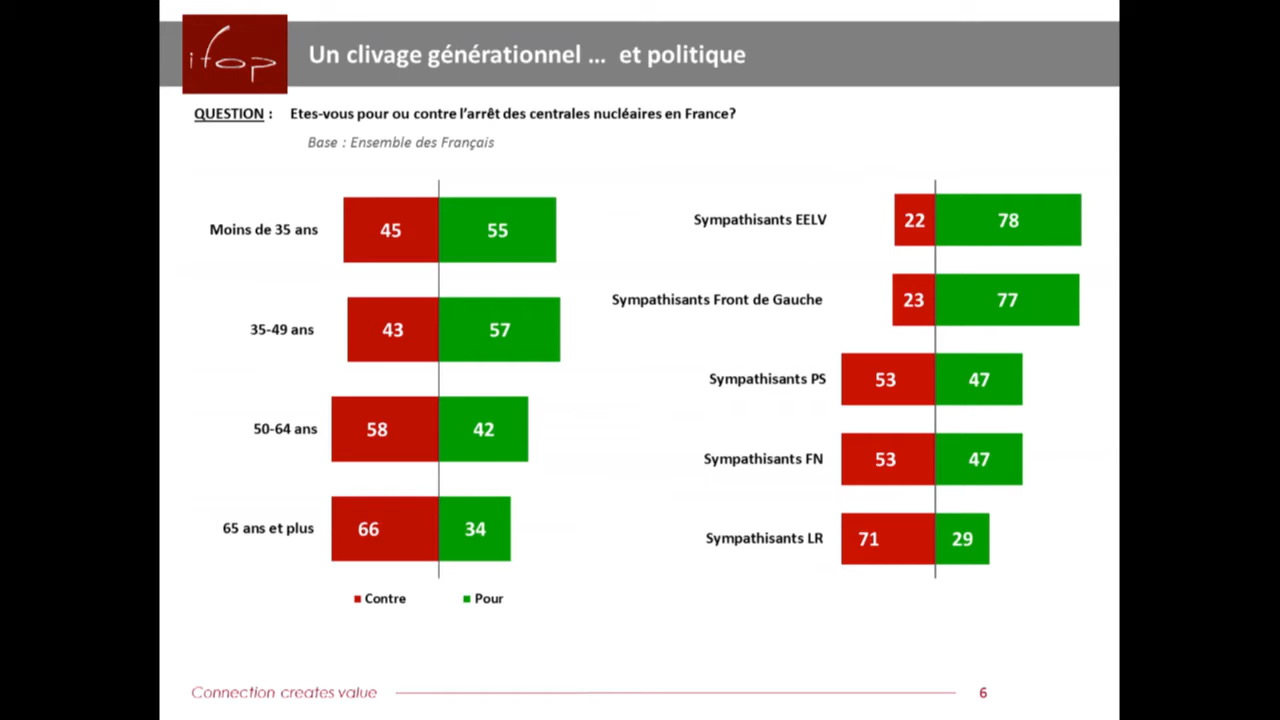 ifop
Un clivage générationnel ... et politique
QUESTION : Etes-vous pour ou contre l'arrêt des centrales nucléaires en France?
Base : Ensemble des Français
Moins de 35 ans 45 55
35-49 ans 43 57
50-64 ans 58 42
65 ans et plus 66 34
Contre Pour
Sympathisants EELV 22 78
Sympathisants Front de Gauche 23 77
Sympathisants PS 53 47
Sympathisants FN 53 47
Sympathisants LR 71 29
Connection creates value 6